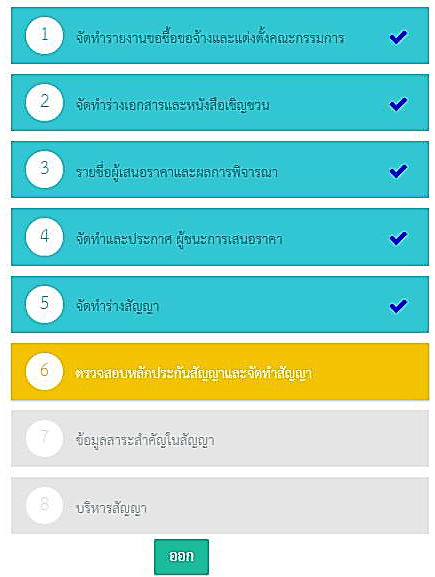 1 จัดทำรายงานขอซื้อขอจ้างและแต่งตั้งคณะกรรมการ
2 จัดทำร่างเอกสารและหนังสือเชิญชวน
3 รายชื่อผู้เสนอราคาและผลการพิจารณา
4 จัดทำและประกาศ ผู้ชนะการเสนอราคา
5 จัดทำร่างสัญญา
6 ตรวจสอบหลักประกันสัญญาและจัดทำสัญญา
7 ข้อมูลสาระสำคัญในสัญญา
8 บริหารสัญญา
ออก